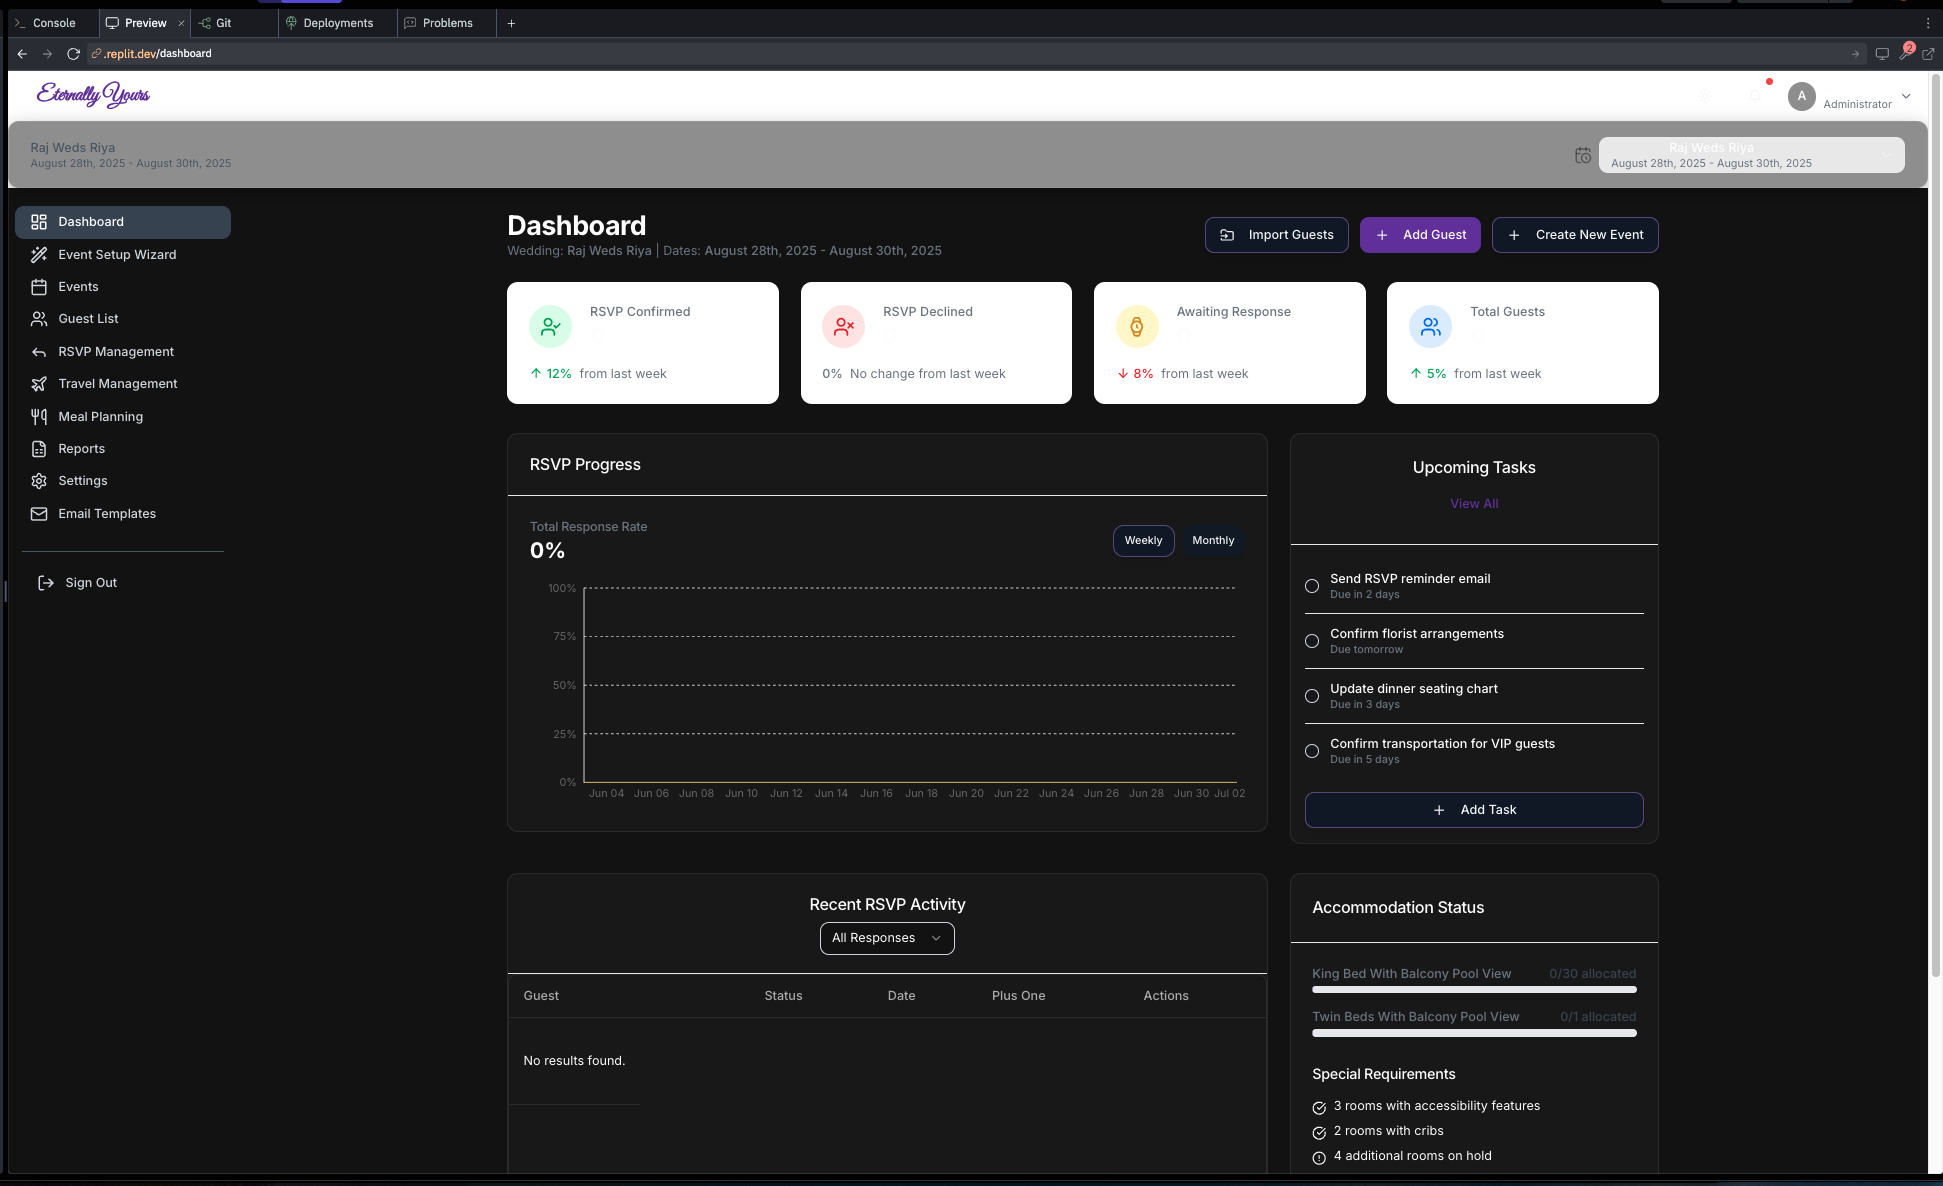 Console
Preview
Git
Deployments
Problems
.replit.dev/dashboard
2
Eternally Yours
A
Administrator
Raj Weds Riya
August 28th, 2025 - August 30th, 2025
Raj Weds Riya
August 28th, 2025 - August 30th, 2025
Dashboard
Event Setup Wizard
Events
Guest List
RSVP Management
Travel Management
Meal Planning
Reports
Settings
Email Templates
Sign Out
Dashboard
Wedding: Raj Weds Riya | Dates: August 28th, 2025 - August 30th, 2025
Import Guests
Add Guest
Create New Event
RSVP Confirmed
12% from last week
RSVP Declined
0% No change from last week
Awaiting Response
8% from last week
Total Guests
5% from last week
RSVP Progress
Total Response Rate
0%
Weekly
Monthly
100%
75%
50%
25%
0%
Jun 04 Jun 06 Jun 08 Jun 10 Jun 12 Jun 14 Jun 16 Jun 18 Jun 20 Jun 22 Jun 24 Jun 26 Jun 28 Jun 30 Jul 02
Upcoming Tasks
View All
Send RSVP reminder email
Due in 2 days
Confirm florist arrangements
Due tomorrow
Update dinner seating chart
Due in 3 days
Confirm transportation for VIP guests
Due in 5 days
Add Task
Recent RSVP Activity
All Responses
Guest Status Date Plus One Actions
No results found.
Accommodation Status
King Bed With Balcony Pool View 0/30 allocated
Twin Beds With Balcony Pool View 0/1 allocated
Special Requirements
3 rooms with accessibility features
2 rooms with cribs
4 additional rooms on hold